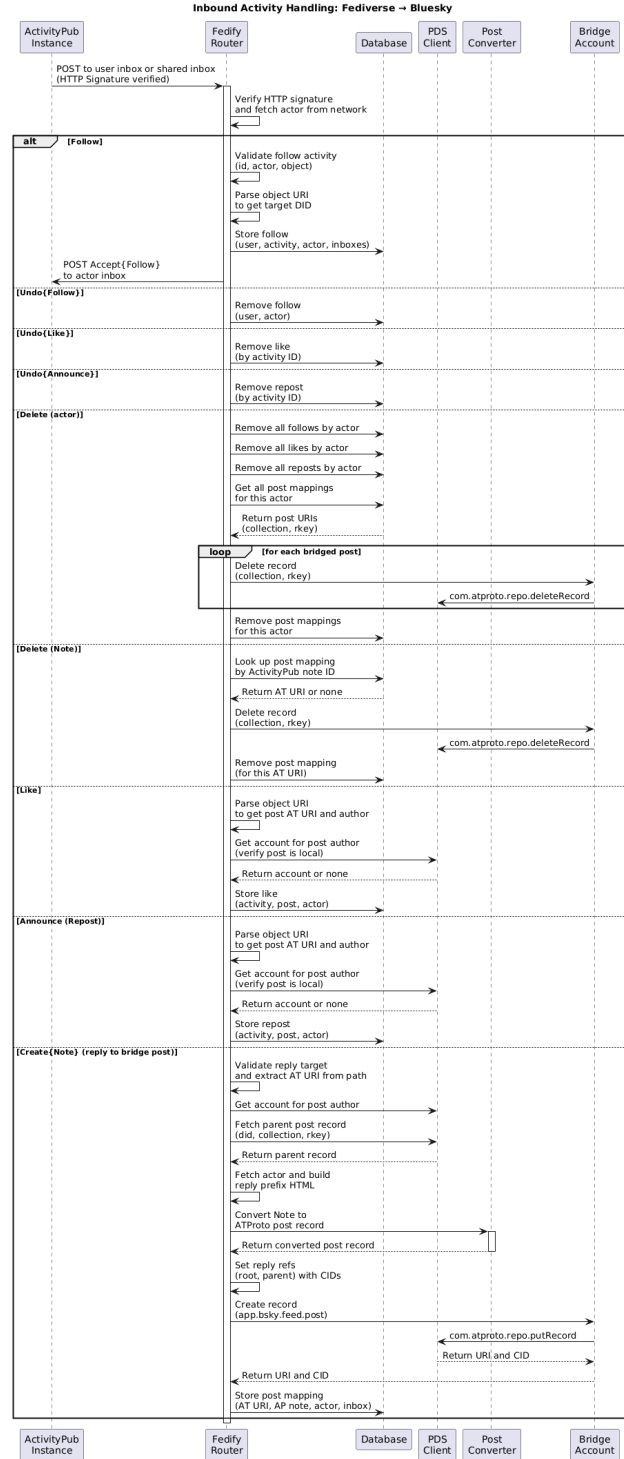 Inbound Activity Handling: Fediverse → Bluesky
ActivityPub
Instance
Fedify
Router
Database
PDS
Client
Post
Converter
Bridge
Account
POST to user inbox or shared inbox
(HTTP Signature verified)
Verify HTTP signature
and fetch actor from network
alt
[Follow]
Validate follow activity
(id, actor, object)
Parse object URI
to get target DID
Store follow
(user, activity, actor, inboxes)
POST Accept{Follow}
to actor inbox
[Undo{Follow}]
Remove follow
(user, actor)
[Undo{Like}]
Remove like
(by activity ID)
[Undo{Announce}]
Remove repost
(by activity ID)
[Delete (actor)]
Remove all follows by actor
Remove all likes by actor
Remove all reposts by actor
Get all post mappings
for this actor
Return post URIs
(collection, rkey)
loop
[for each bridged post]
Delete record
(collection, rkey)
com.atproto.repo.deleteRecord
Remove post mappings
for this actor
[Delete (Note)]
Look up post mapping
by ActivityPub note ID
Return AT URI or none
Delete record
(collection, rkey)
com.atproto.repo.deleteRecord
Remove post mapping
(for this AT URI)
[Like]
Parse object URI
to get post AT URI and author
Get account for post author
(verify post is local)
Return account or none
Store like
(activity, post, actor)
[Announce (Repost)]
Parse object URI
to get post AT URI and author
Get account for post author
(verify post is local)
Return account or none
Store repost
(activity, post, actor)
[Create{Note} (reply to bridge post)]
Validate reply target
and extract AT URI from path
Get account for post author
Fetch parent post record
(did, collection, rkey)
Return parent record
Fetch actor and build
reply prefix HTML
Convert Note to
ATProto post record
Return converted post record
Set reply refs
(root, parent) with CIDs
Create record
(app.bsky.feed.post)
com.atproto.repo.putRecord
Return URI and CID
Return URI and CID
Store post mapping
(AT URI, AP note, actor, inbox)
ActivityPub
Instance
Fedify
Router
Database
PDS
Client
Post
Converter
Bridge
Account